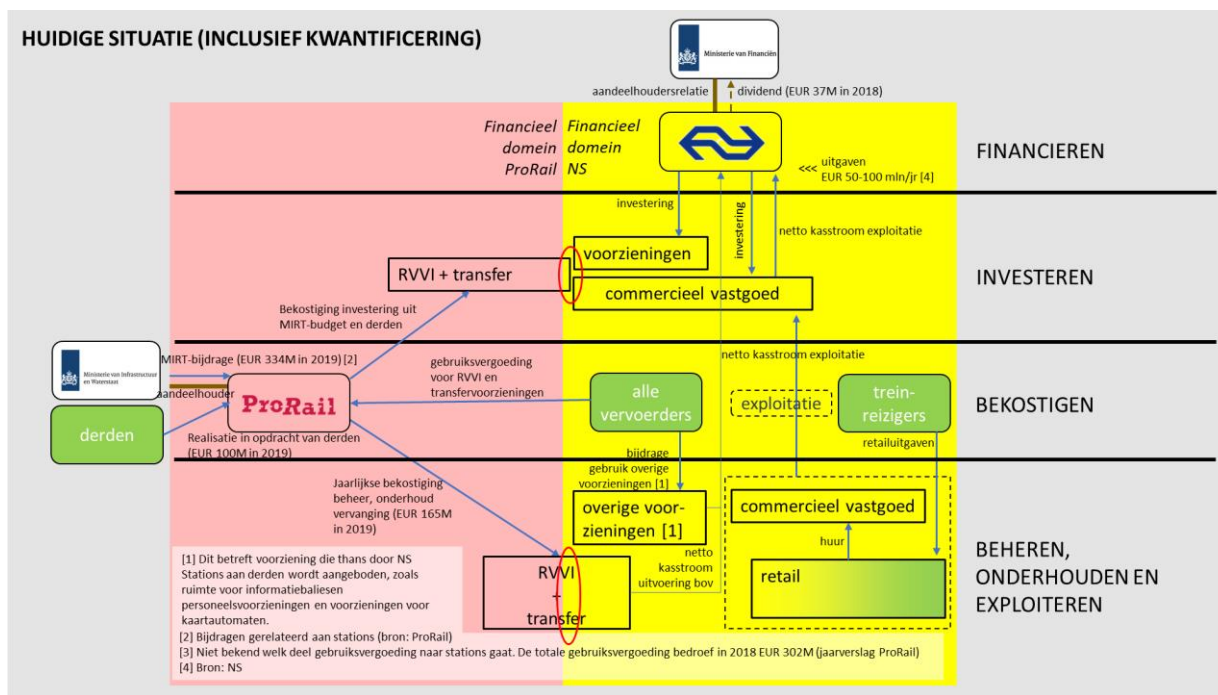 HUIDIGE SITUATIE (INCLUSIEF KWANTIFICERING)
Ministerie van Financiën
aandeelhoudersrelatie
dividend (EUR 37M in 2018)
Financieel
domein
ProRail
Financieel
domein
NS
<<< uitgaven
EUR 50-100 mln/jr [4]
FINANCIEREN
investering
investering
netto kasstroom exploitatie
voorzieningen
RVVI + transfer
commercieel vastgoed
INVESTEREN
Bekostiging investering uit
MIRT-budget en derden
netto kasstroom exploitatie
Ministerie van Infrastructuur
en Waterstaat
MIRT-bijdrage (EUR 334M in 2019) [2]
aandeelhouder
ProRail
derden
Realisatie in opdracht van derden
(EUR 100M in 2019)
gebruiksvergoeding
voor RVVI en
transfervoorzieningen
alle
vervoerders
exploitatie
trein-
reizigers
BEKOSTIGEN
retailuitgaven
bijdrage
gebruik overige
voorzieningen [1]
Jaarlijkse bekostiging
beheer, onderhoud
vervanging (EUR 165M
in 2019)
overige voor-
zieningen [1]
commercieel vastgoed
huur
retail
netto
kasstroom
uitvoering bov
RVVI
+
transfer
BEHEREN,
ONDERHOUDEN EN
EXPLOITEREN
[1] Dit betreft voorziening die thans door NS
Stations aan derden wordt aangeboden, zoals
ruimte voor informatiebaliesen
personeelsvoorzieningen en voorzieningen voor
kaartautomaten.
[2] Bijdragen gerelateerd aan stations (bron: ProRail)
[3] Niet bekend welk deel gebruiksvergoeding naar stations gaat. De totale gebruiksvergoeding bedroef in 2018 EUR 302M (jaarverslag ProRail)
[4] Bron: NS